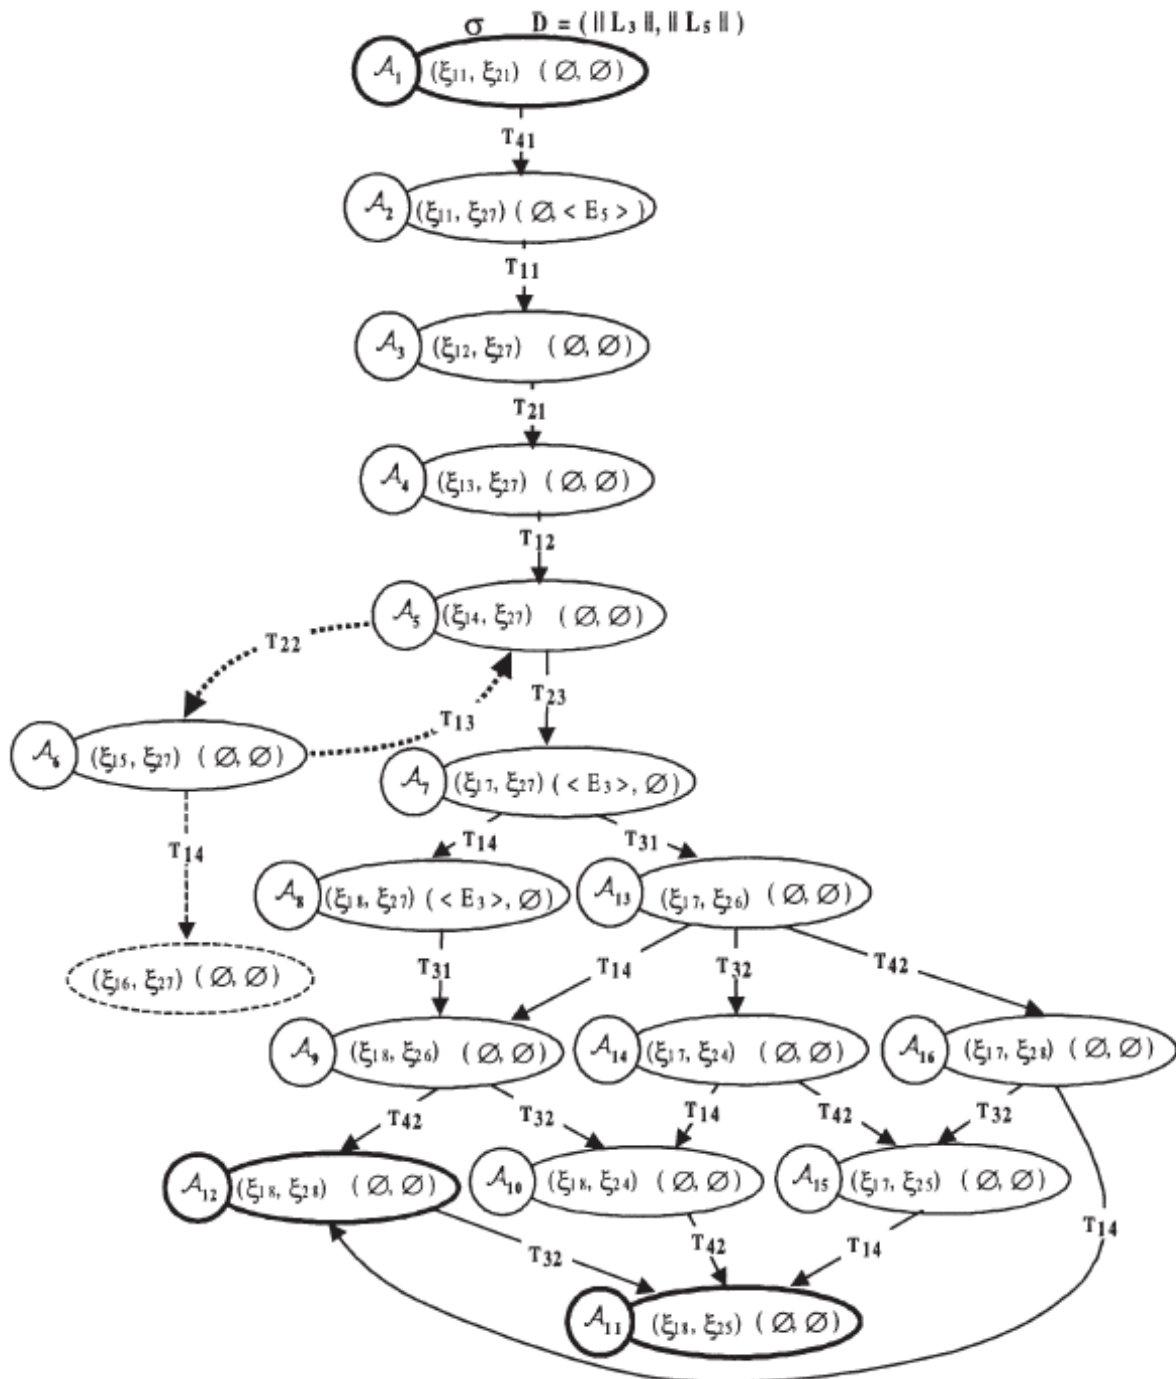 σ D = (‖L₃‖, ‖L₅‖)
𝒜₁ (ξ₁₁, ξ₂₁) (∅, ∅)
T₄₁
𝒜₂ (ξ₁₁, ξ₂₇) (∅, < E₅ >)
T₁₁
𝒜₃ (ξ₁₂, ξ₂₇) (∅, ∅)
T₂₁
𝒜₄ (ξ₁₃, ξ₂₇) (∅, ∅)
T₁₂
𝒜₅ (ξ₁₄, ξ₂₇) (∅, ∅)
T₂₂
T₂₃
T₁₃
𝒜₆ (ξ₁₅, ξ₂₇) (∅, ∅)
𝒜₇ (ξ₁₇, ξ₂₇) (< E₃ >, ∅)
T₁₄ T₁₄ T₃₁
𝒜₈ (ξ₁₈, ξ₂₇) (< E₃ >, ∅) 𝒜₁₃ (ξ₁₇, ξ₂₆) (∅, ∅)
(ξ₁₆, ξ₂₇) (∅, ∅) T₃₁ T₁₄ T₃₂ T₄₂
𝒜₉ (ξ₁₈, ξ₂₆) (∅, ∅) 𝒜₁₄ (ξ₁₇, ξ₂₄) (∅, ∅) 𝒜₁₆ (ξ₁₇, ξ₂₈) (∅, ∅)
T₄₂ T₃₂ T₁₄ T₄₂ T₃₂
𝒜₁₂ (ξ₁₈, ξ₂₈) (∅, ∅) 𝒜₁₀ (ξ₁₈, ξ₂₄) (∅, ∅) 𝒜₁₅ (ξ₁₇, ξ₂₅) (∅, ∅)
T₃₂ T₄₂ T₁₄ T₁₄
𝒜₁₁ (ξ₁₈, ξ₂₅) (∅, ∅)